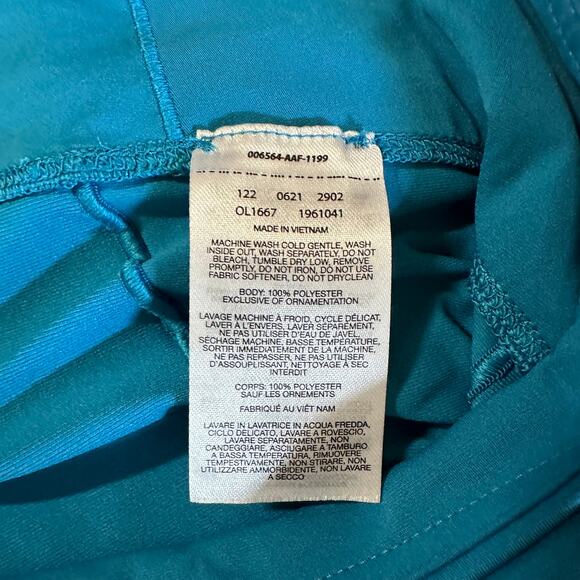 006564-AAF-1199
122 0621 2902
OL1667 1961041
MADE IN VIETNAM
MACHINE WASH COLD GENTLE, WASH
INSIDE OUT, WASH SEPARATELY, DO NOT
BLEACH, TUMBLE DRY LOW, REMOVE
PROMPTLY, DO NOT IRON, DO NOT USE
FABRIC SOFTENER, DO NOT DRYCLEAN
BODY: 100% POLYESTER
EXCLUSIVE OF ORNAMENTATION
LAVAGE MACHINE À FROID, CYCLE DÉLICAT,
LAVER À L'ENVERS, LAVER SÉPARÉMENT,
NE PAS UTILISER D'EAU DE JAVEL,
SÉCHAGE MACHINE, BASSE TEMPÉRATURE,
SORTIR IMMÉDIATEMENT DE LA MACHINE,
NE PAS REPASSER, NE PAS UTILISER
D'ASSOUPLISSANT, NETTOYAGE À SEC
INTERDIT
CORPS: 100% POLYESTER
SAUF LES ORNEMENTS
FABRIQUÉ AU VIÊT NAM
LAVARE IN LAVATRICE IN ACQUA FREDDA,
CICLO DELICATO, LAVARE A ROVESCIO,
LAVARE SEPARATAMENTE, NON
CANDEGGIARE, ASCIUGARE A TAMBURO
A BASSA TEMPERATURA, RIMUOVERE
TEMPESTIVAMENTE, NON STIRARE, NON
UTILIZZARE AMMORBIDENTE, NON LAVARE
A SECCO